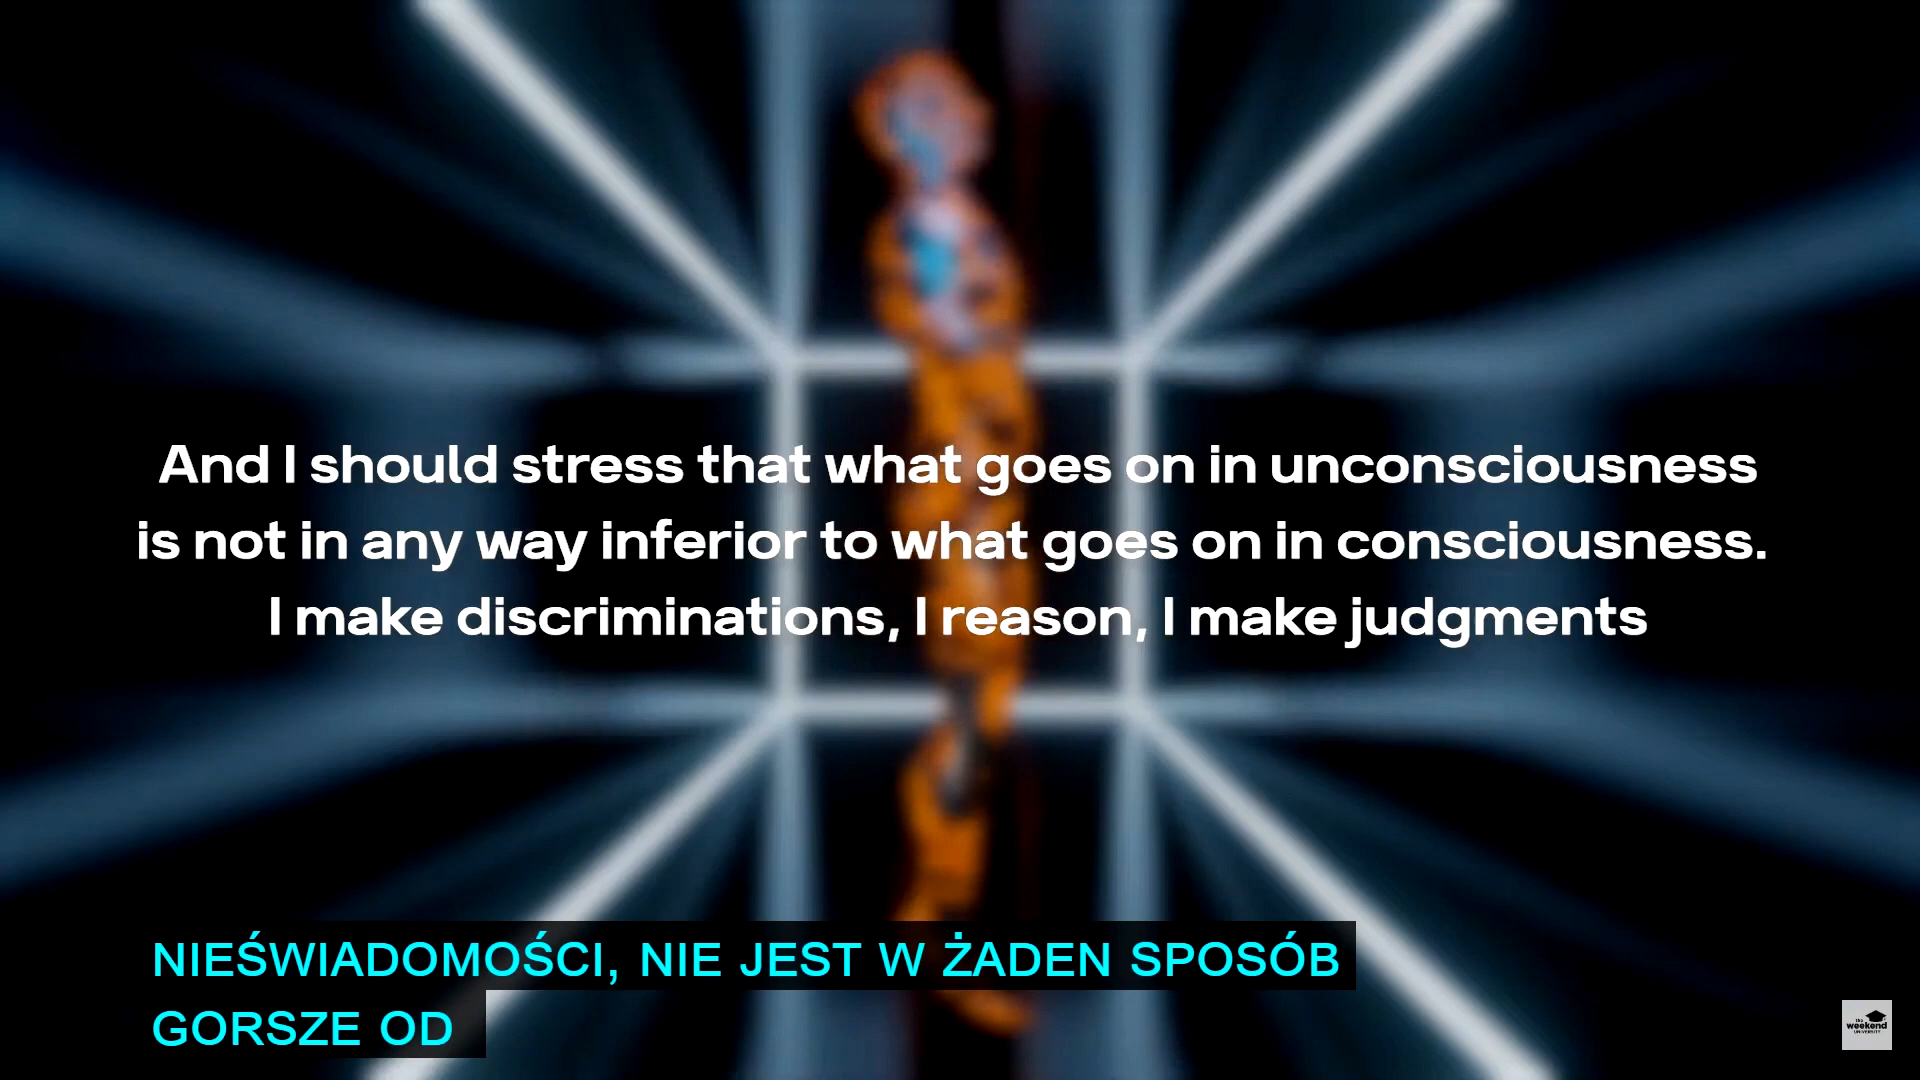 And I should stress that what goes on in unconsciousness
is not in any way inferior to what goes on in consciousness.
I make discriminations, I reason, I make judgments
NIEŚWIADOMOŚCI, NIE JEST W ŻADEN SPOSÓB
GORSZE OD
the
weekend
UNIVERSITY